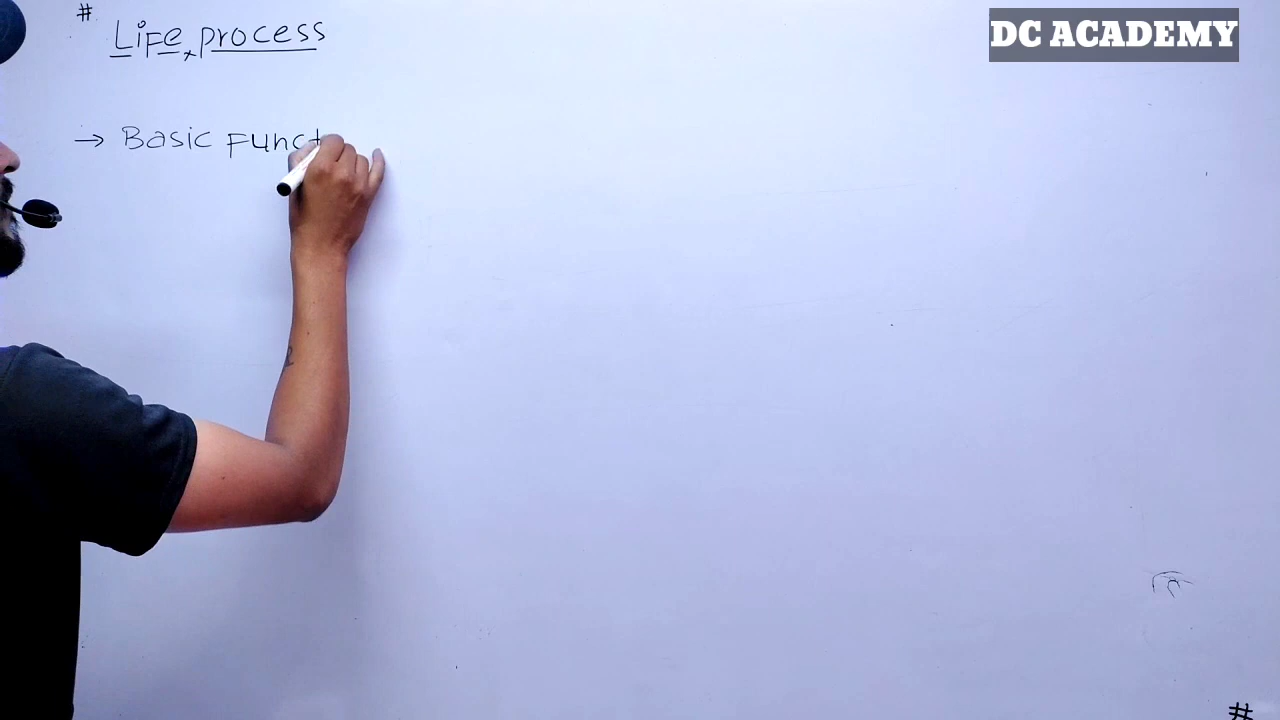 # Life process
DC ACADEMY
→ Basic Funct
#